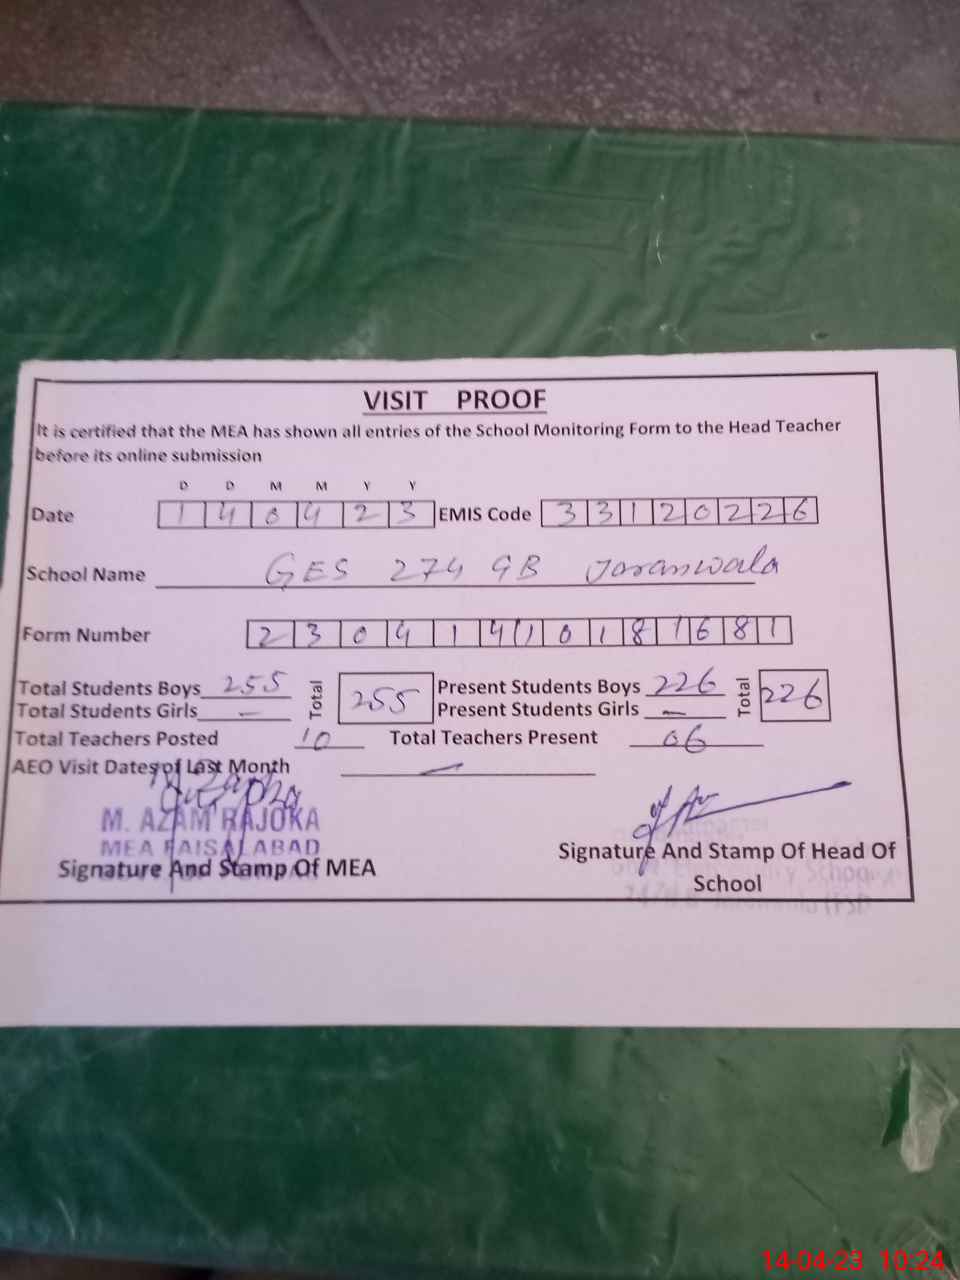 VISIT PROOF
It is certified that the MEA has shown all entries of the School Monitoring Form to the Head Teacher
before its online submission
D D M M Y Y
Date 1 4 0 4 2 3 EMIS Code 3 3 1 2 0 2 2 6
School Name GES 274 GB Jaranwala
Form Number 2 3 0 4 1 4 1 0 1 8 1 6 8 1
Total Students Boys 255 Total 255 Present Students Boys 226 Total 226
Total Students Girls — Present Students Girls —
Total Teachers Posted 10 Total Teachers Present 06
AEO Visit Dates of Last Month —
M. AZAM RAJOKA
MEA FAISALABAD
Signature And Stamp Of MEA Signature And Stamp Of Head Of
School
14-04-23 10:24